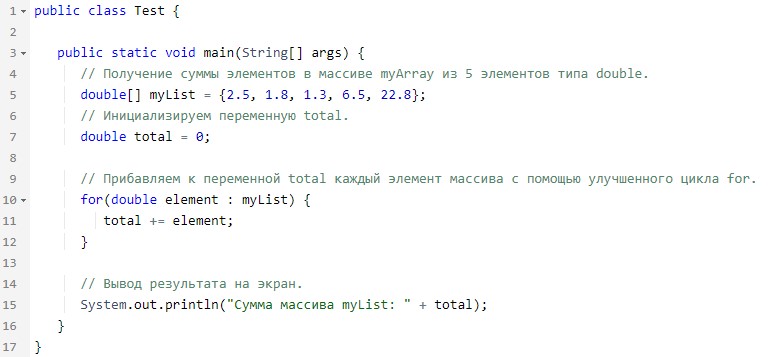 1 public class Test {
2
3 public static void main(String[] args) {
4 // Получение суммы элементов в массиве myArray из 5 элементов типа double.
5 double[] myList = {2.5, 1.8, 1.3, 6.5, 22.8};
6 // Инициализируем переменную total.
7 double total = 0;
8
9 // Прибавляем к переменной total каждый элемент массива с помощью улучшенного цикла for.
10 for(double element : myList) {
11 total += element;
12 }
13
14 // Вывод результата на экран.
15 System.out.println("Сумма массива myList: " + total);
16 }
17 }